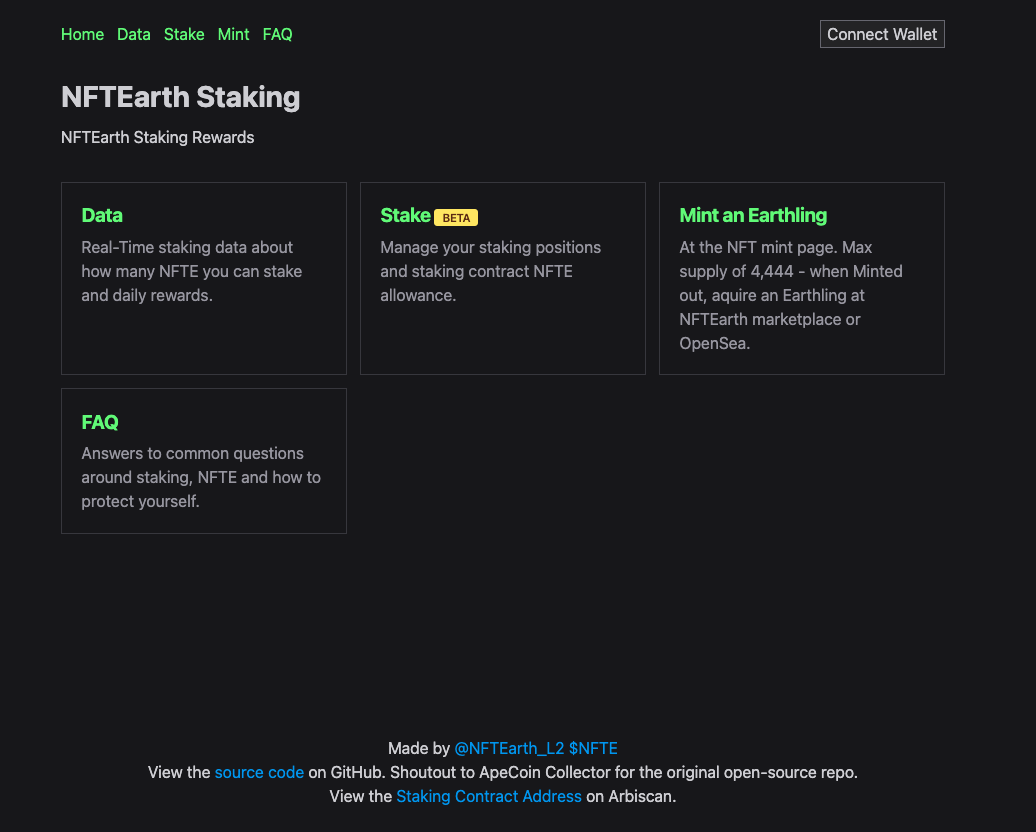 Home Data Stake Mint FAQ Connect Wallet
NFTEarth Staking
NFTEarth Staking Rewards
Data
Real-Time staking data about
how many NFTE you can stake
and daily rewards.
Stake BETA
Manage your staking positions
and staking contract NFTE
allowance.
Mint an Earthling
At the NFT mint page. Max
supply of 4,444 - when Minted
out, aquire an Earthling at
NFTEarth marketplace or
OpenSea.
FAQ
Answers to common questions
around staking, NFTE and how to
protect yourself.
Made by @NFTEarth_L2 $NFTE
View the source code on GitHub. Shoutout to ApeCoin Collector for the original open-source repo.
View the Staking Contract Address on Arbiscan.